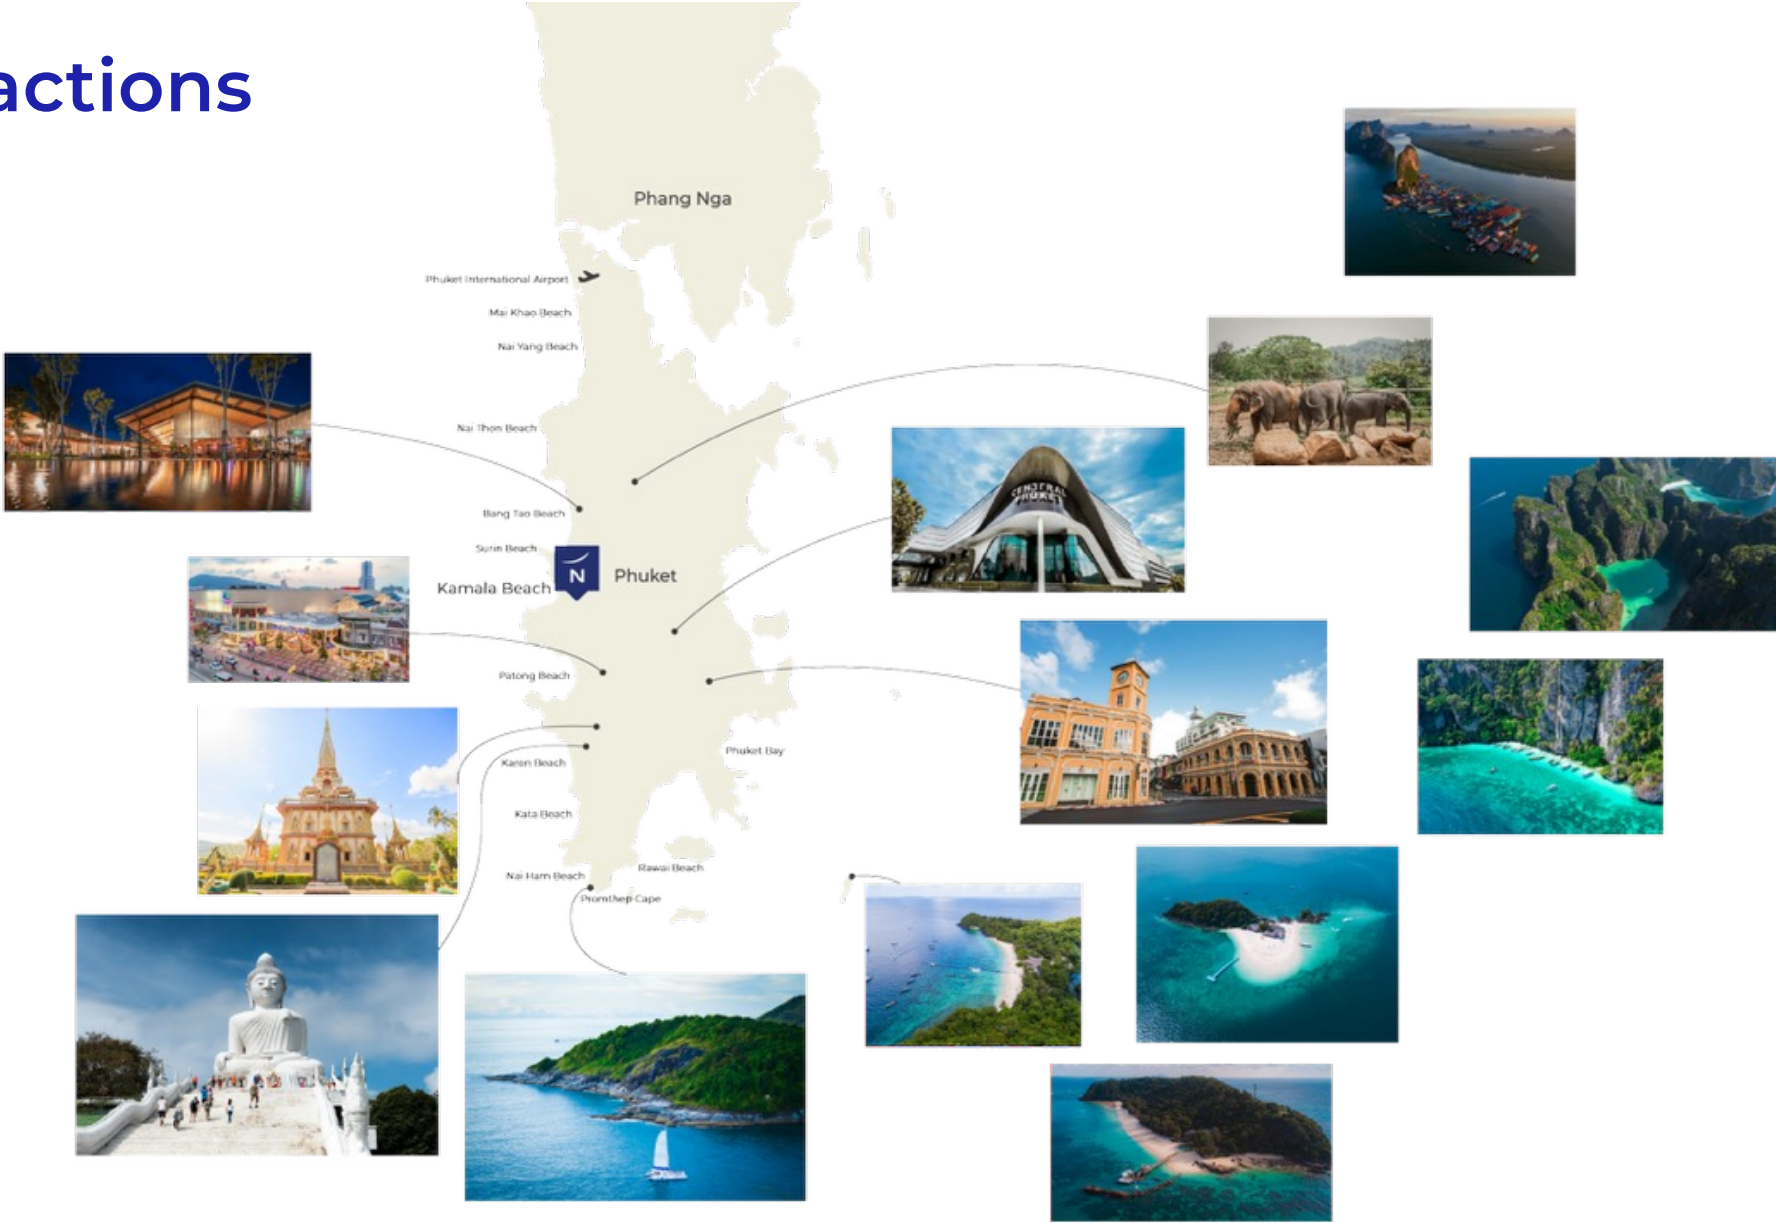 actions
Phang Nga
Phuket International Airport
Mai Khao Beach
Nai Yang Beach
Nai Thon Beach
Bang Tao Beach
Surin Beach
N
Kamala Beach
Phuket
CENTRAL
PHUKET
Patong Beach
Phuket Bay
Karon Beach
Kata Beach
Rawai Beach
Nai Harn Beach
Promthep Cape